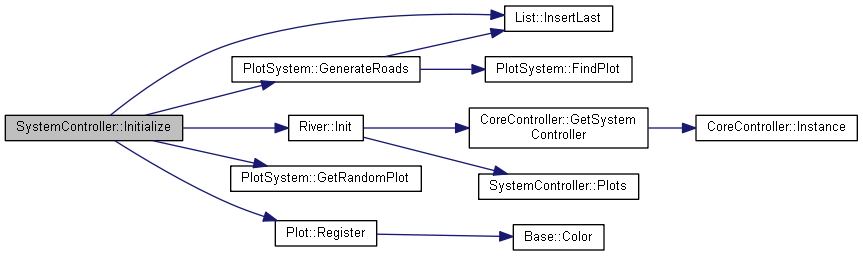 List::InsertLast
PlotSystem::GenerateRoads
PlotSystem::FindPlot
SystemController::Initialize
River::Init
CoreController::GetSystem
Controller
CoreController::Instance
PlotSystem::GetRandomPlot
SystemController::Plots
Plot::Register
Base::Color